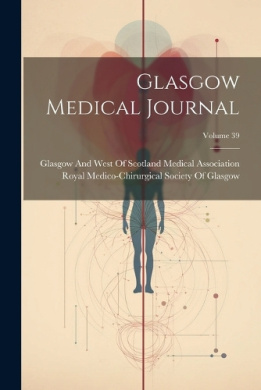 Glasgow
Medical Journal
Volume 39
Glasgow And West Of Scotland Medical Association
Royal Medico-Chirurgical Society Of Glasgow